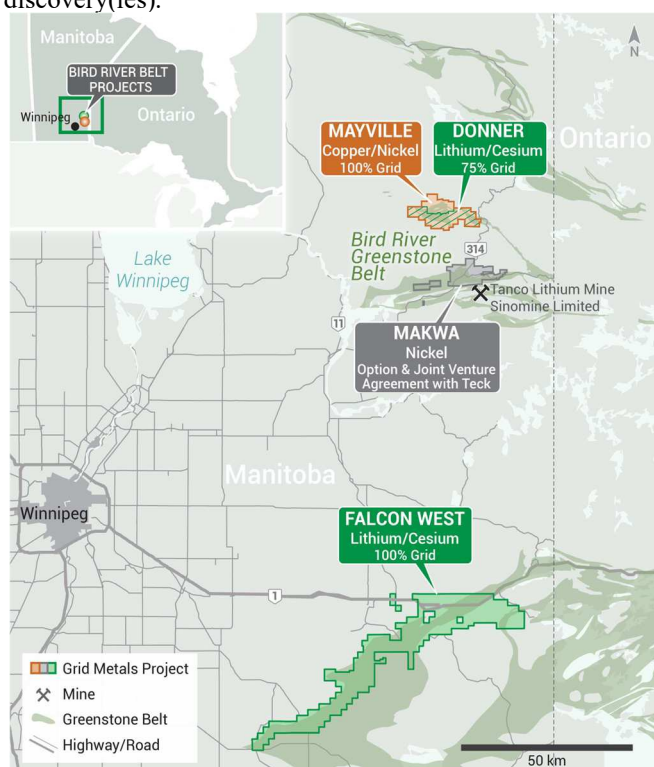 discovery(ies).
Manitoba
BIRD RIVER BELT
PROJECTS
Winnipeg
Ontario
N
MAYVILLE
Copper/Nickel
100% Grid
DONNER
Lithium/Cesium
75% Grid
Ontario
Bird River
Greenstone
Belt
314
Lake
Winnipeg
Tanco Lithium Mine
Sinomine Limited
11
MAKWA
Nickel
Option & Joint Venture
Agreement with Teck
Manitoba
Winnipeg
FALCON WEST
Lithium/Cesium
100% Grid
1
Grid Metals Project
Mine
Greenstone Belt
Highway/Road
50 km